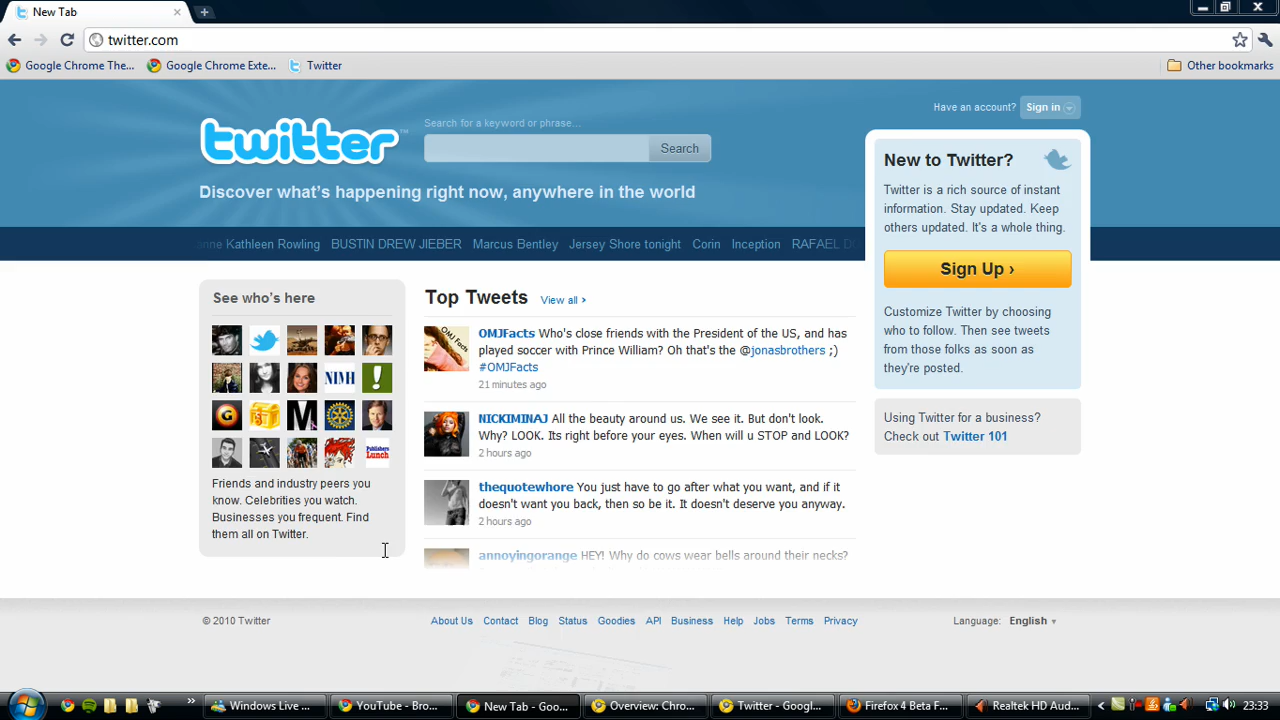 New Tab
twitter.com
Google Chrome The...
Google Chrome Exte...
Twitter
Other bookmarks
Have an account? Sign in
twitter™
Search for a keyword or phrase...
Search
Discover what's happening right now, anywhere in the world
New to Twitter?
Twitter is a rich source of instant
information. Stay updated. Keep
others updated. It's a whole thing.
Sign Up ›
Customize Twitter by choosing
who to follow. Then see tweets
from those folks as soon as
they're posted.
Kathleen Rowling BUSTIN DREW JIEBER Marcus Bentley Jersey Shore tonight Corin Inception RAFAEL
See who's here
NIMH
!
G
M
Publishers
Lunch
Friends and industry peers you
know. Celebrities you watch.
Businesses you frequent. Find
them all on Twitter.
Top Tweets View all ›
OMJ Facts
OMJFacts Who's close friends with the President of the US, and has
played soccer with Prince William? Oh that's the @jonasbrothers ;)
#OMJFacts
21 minutes ago
NICKIMINAJ All the beauty around us. We see it. But don't look.
Why? LOOK. Its right before your eyes. When will u STOP and LOOK?
2 hours ago
thequotewhore You just have to go after what you want, and if it
doesn't want you back, then so be it. It doesn't deserve you anyway.
2 hours ago
annoyingorange HEY! Why do cows wear bells around their necks?
Using Twitter for a business?
Check out Twitter 101
© 2010 Twitter
About Us Contact Blog Status Goodies API Business Help Jobs Terms Privacy
Language: English
Windows Live ...
YouTube - Bro...
New Tab - Goo...
Overview: Chro...
Twitter - Googl...
Firefox 4 Beta F...
Realtek HD Aud...
23:33